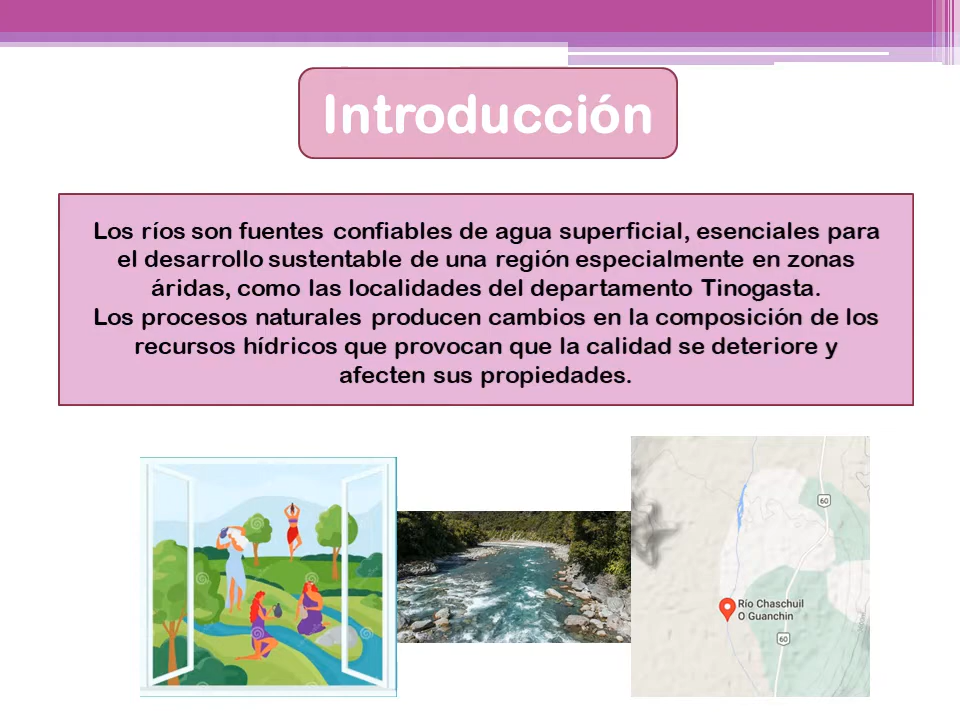 Introducción
Los ríos son fuentes confiables de agua superficial, esenciales para
el desarrollo sustentable de una región especialmente en zonas
áridas, como las localidades del departamento Tinogasta.
Los procesos naturales producen cambios en la composición de los
recursos hídricos que provocan que la calidad se deteriore y
afecten sus propiedades.
60
Río Chaschuil
O Guanchin
60